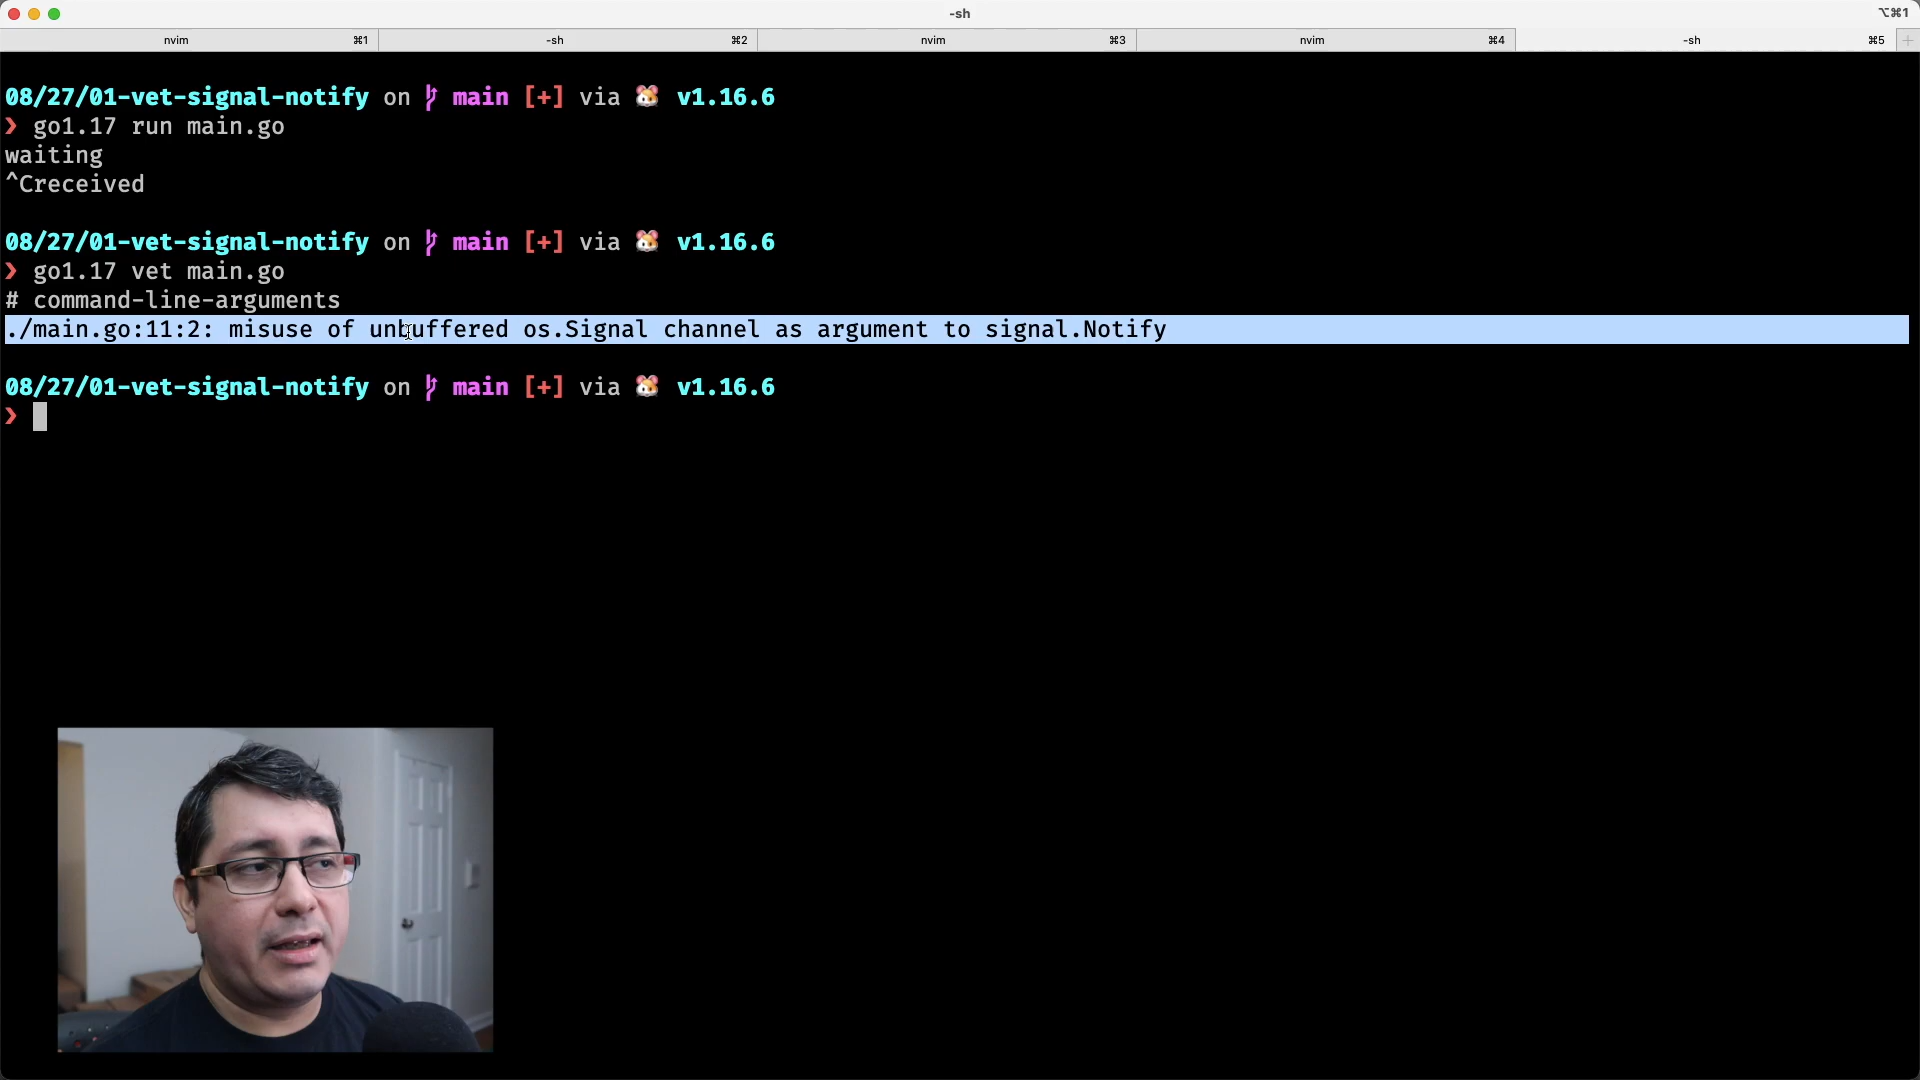 -sh
⌥⌘1
nvim ⌘1 -sh ⌘2 nvim ⌘3 nvim ⌘4 -sh ⌘5 +
08/27/01-vet-signal-notify on main [+] via 🐹 v1.16.6
❯ go1.17 run main.go
waiting
^Creceived
08/27/01-vet-signal-notify on main [+] via 🐹 v1.16.6
❯ go1.17 vet main.go
# command-line-arguments
./main.go:11:2: misuse of unbuffered os.Signal channel as argument to signal.Notify
08/27/01-vet-signal-notify on main [+] via 🐹 v1.16.6
❯